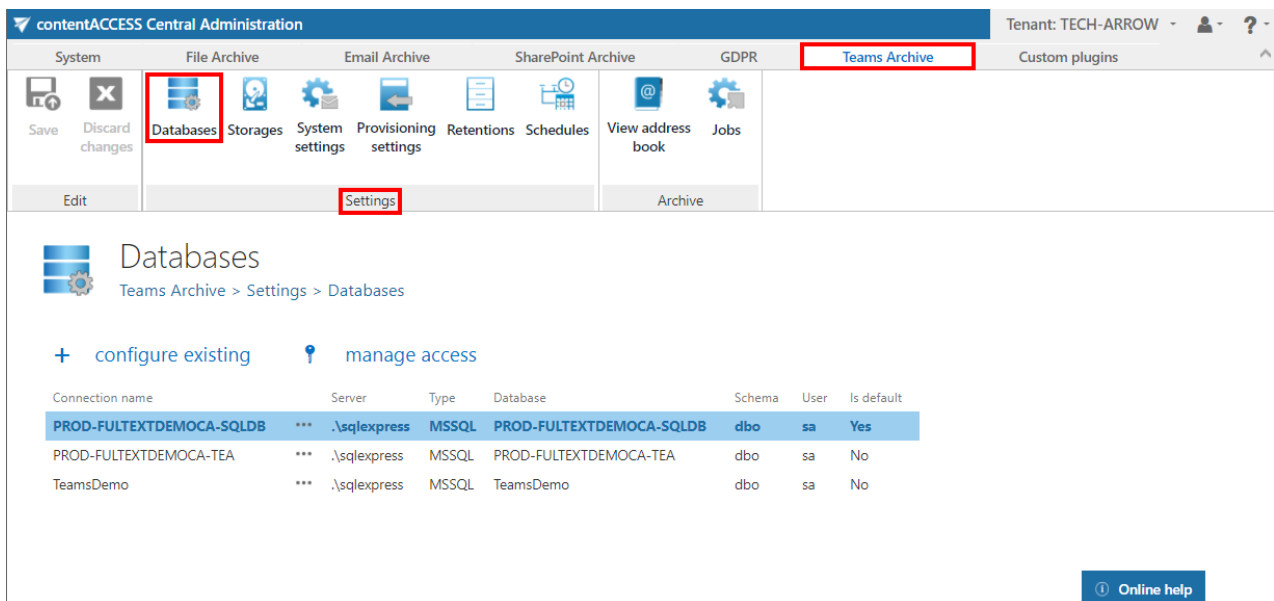 contentACCESS Central Administration
Tenant: TECH-ARROW
?
System File Archive Email Archive SharePoint Archive GDPR Teams Archive Custom plugins
Save Discard changes Databases Storages System settings Provisioning settings Retentions Schedules View address book Jobs
Edit Settings Archive
Databases
Teams Archive > Settings > Databases
+ configure existing manage access
Connection name Server Type Database Schema User Is default
PROD-FULTEXTDEMOCA-SQLDB ••• .\sqlexpress MSSQL PROD-FULTEXTDEMOCA-SQLDB dbo sa Yes
PROD-FULTEXTDEMOCA-TEA ••• .\sqlexpress MSSQL PROD-FULTEXTDEMOCA-TEA dbo sa No
TeamsDemo ••• .\sqlexpress MSSQL TeamsDemo dbo sa No
Online help